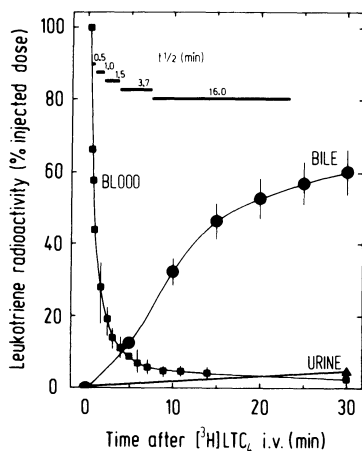 Leukotriene radioactivity (% injected dose)
100
80
60
40
20
0
0.5
1.0
1.5
3.7
16.0
t 1/2 (min)
BLOOD
BILE
URINE
0
10
20
30
Time after [³H]LTC₄ i.v. (min)